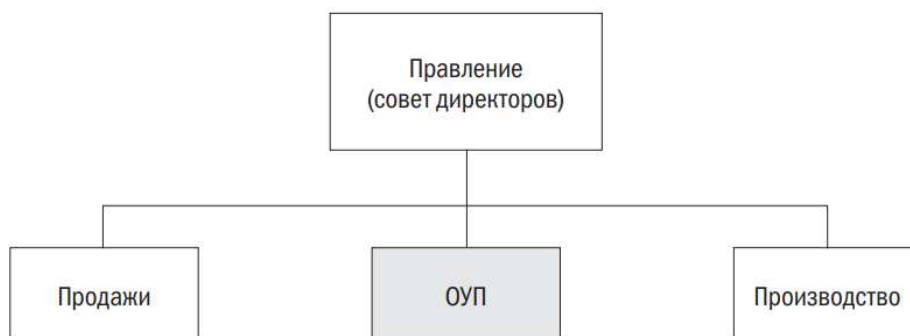 Правление
(совет директоров)
Продажи
ОУП
Производство